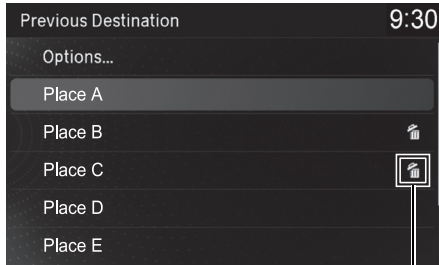 Previous Destination 9:30
Options...
Place A
Place B
Place C
Place D
Place E